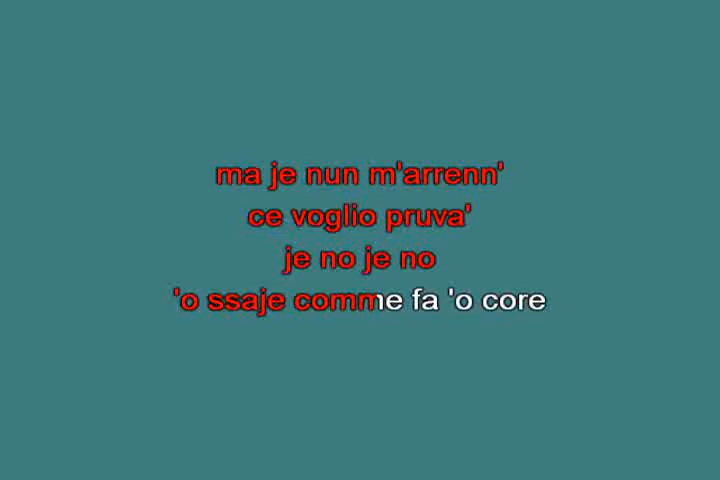 ma je nun m'arrenn'
ce voglio pruva'
je no je no
'o ssaje comme fa 'o core